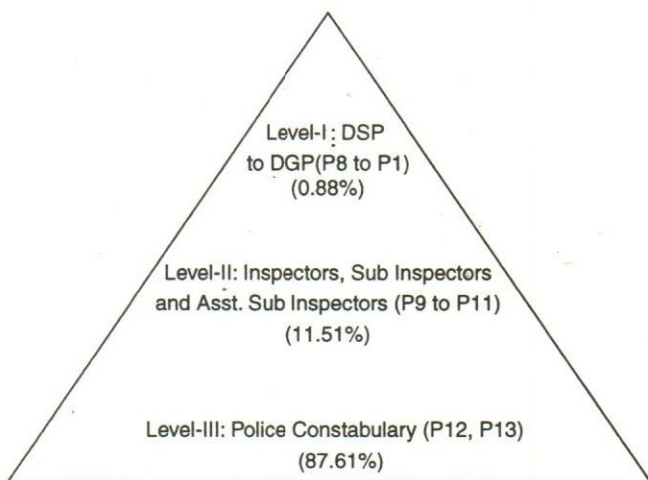 Level-I : DSP
to DGP(P8 to P1)
(0.88%)
Level-II: Inspectors, Sub Inspectors
and Asst. Sub Inspectors (P9 to P11)
(11.51%)
Level-III: Police Constabulary (P12, P13)
(87.61%)